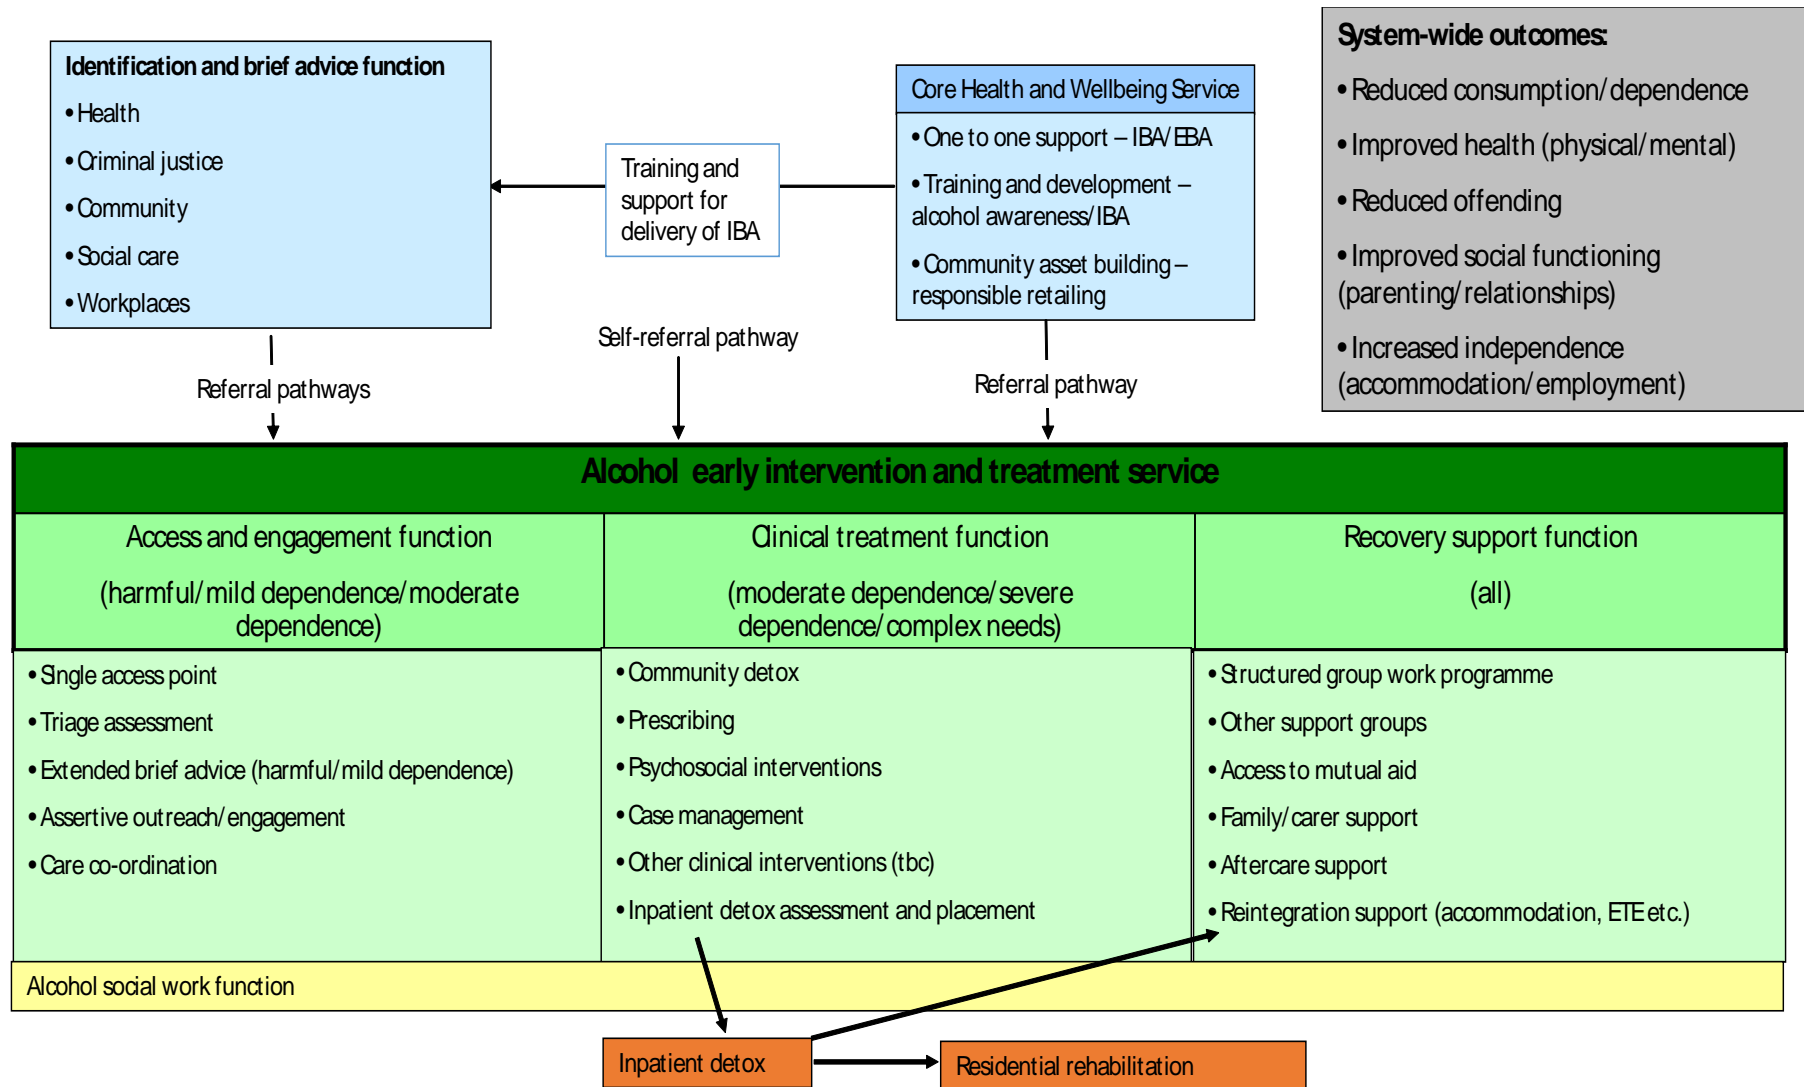 Identification and brief advice function
• Health
• Criminal justice
• Community
• Social care
• Workplaces
Training and
support for
delivery of IBA
Core Health and Wellbeing Service
• One to one support – IBA/EBA
• Training and development –
alcohol awareness/IBA
• Community asset building –
responsible retailing
System-wide outcomes:
• Reduced consumption/dependence
• Improved health (physical/mental)
• Reduced offending
• Improved social functioning
(parenting/relationships)
• Increased independence
(accommodation/employment)
Referral pathways
Self-referral pathway
Referral pathway
Alcohol early intervention and treatment service
Access and engagement function
(harmful/mild dependence/moderate
dependence)
Clinical treatment function
(moderate dependence/severe
dependence/complex needs)
Recovery support function
(all)
• Single access point
• Triage assessment
• Extended brief advice (harmful/mild dependence)
• Assertive outreach/engagement
• Care co-ordination
• Community detox
• Prescribing
• Psychosocial interventions
• Case management
• Other clinical interventions (tbc)
• Inpatient detox assessment and placement
• Structured group work programme
• Other support groups
• Access to mutual aid
• Family/carer support
• Aftercare support
• Reintegration support (accommodation, ETE etc.)
Alcohol social work function
Inpatient detox
Residential rehabilitation